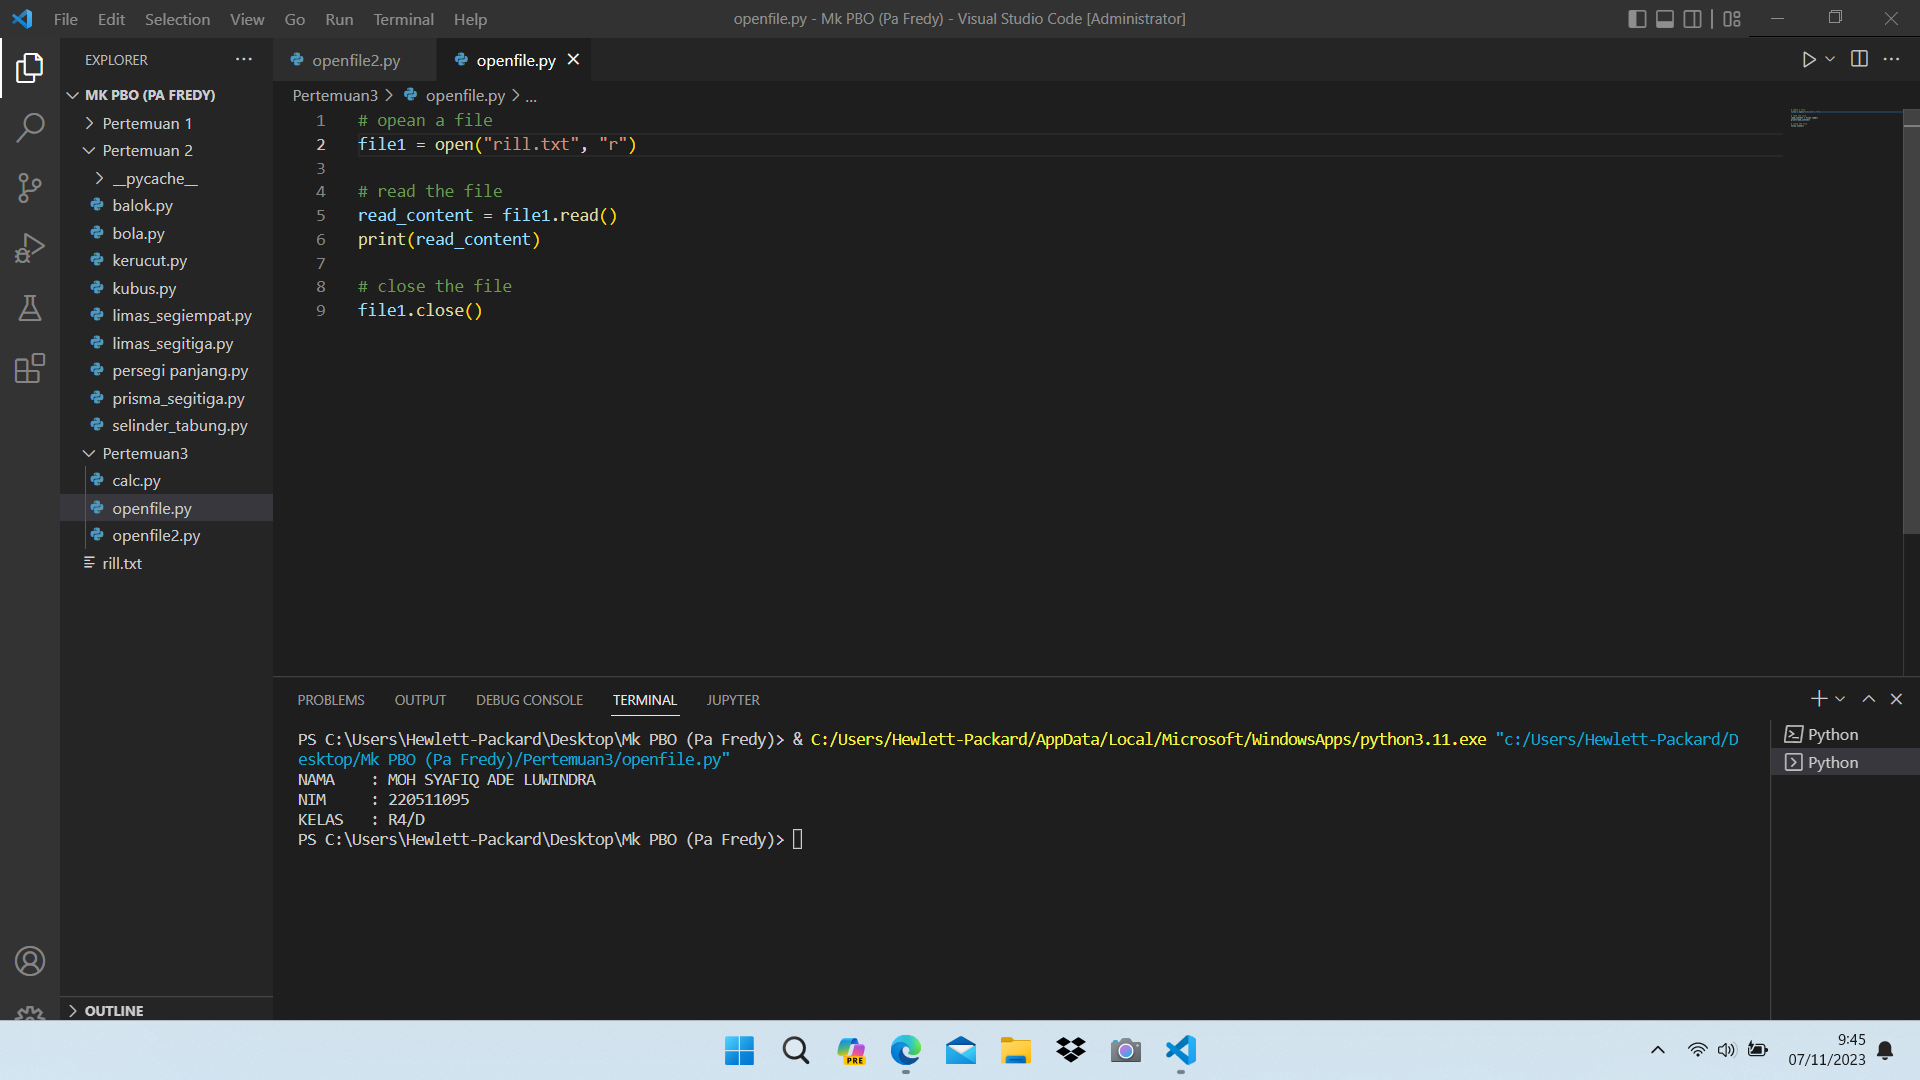 File Edit Selection View Go Run Terminal Help
openfile.py - Mk PBO (Pa Fredy) - Visual Studio Code [Administrator]
EXPLORER
MK PBO (PA FREDY)
Pertemuan 1
Pertemuan 2
__pycache__
balok.py
bola.py
kerucut.py
kubus.py
limas_segiempat.py
limas_segitiga.py
persegi panjang.py
prisma_segitiga.py
selinder_tabung.py
Pertemuan3
calc.py
openfile.py
openfile2.py
rill.txt
OUTLINE
openfile2.py
openfile.py
Pertemuan3 > openfile.py > ...
1 # opean a file
2 file1 = open("rill.txt", "r")
3
4 # read the file
5 read_content = file1.read()
6 print(read_content)
7
8 # close the file
9 file1.close()
PROBLEMS OUTPUT DEBUG CONSOLE TERMINAL JUPYTER
PS C:\Users\Hewlett-Packard\Desktop\Mk PBO (Pa Fredy)> & C:/Users/Hewlett-Packard/AppData/Local/Microsoft/WindowsApps/python3.11.exe "c:/Users/Hewlett-Packard/D
esktop/Mk PBO (Pa Fredy)/Pertemuan3/openfile.py"
NAMA    : MOH SYAFIQ ADE LUWINDRA
NIM     : 220511095
KELAS   : R4/D
PS C:\Users\Hewlett-Packard\Desktop\Mk PBO (Pa Fredy)>
Python
Python
PRE
9:45
07/11/2023